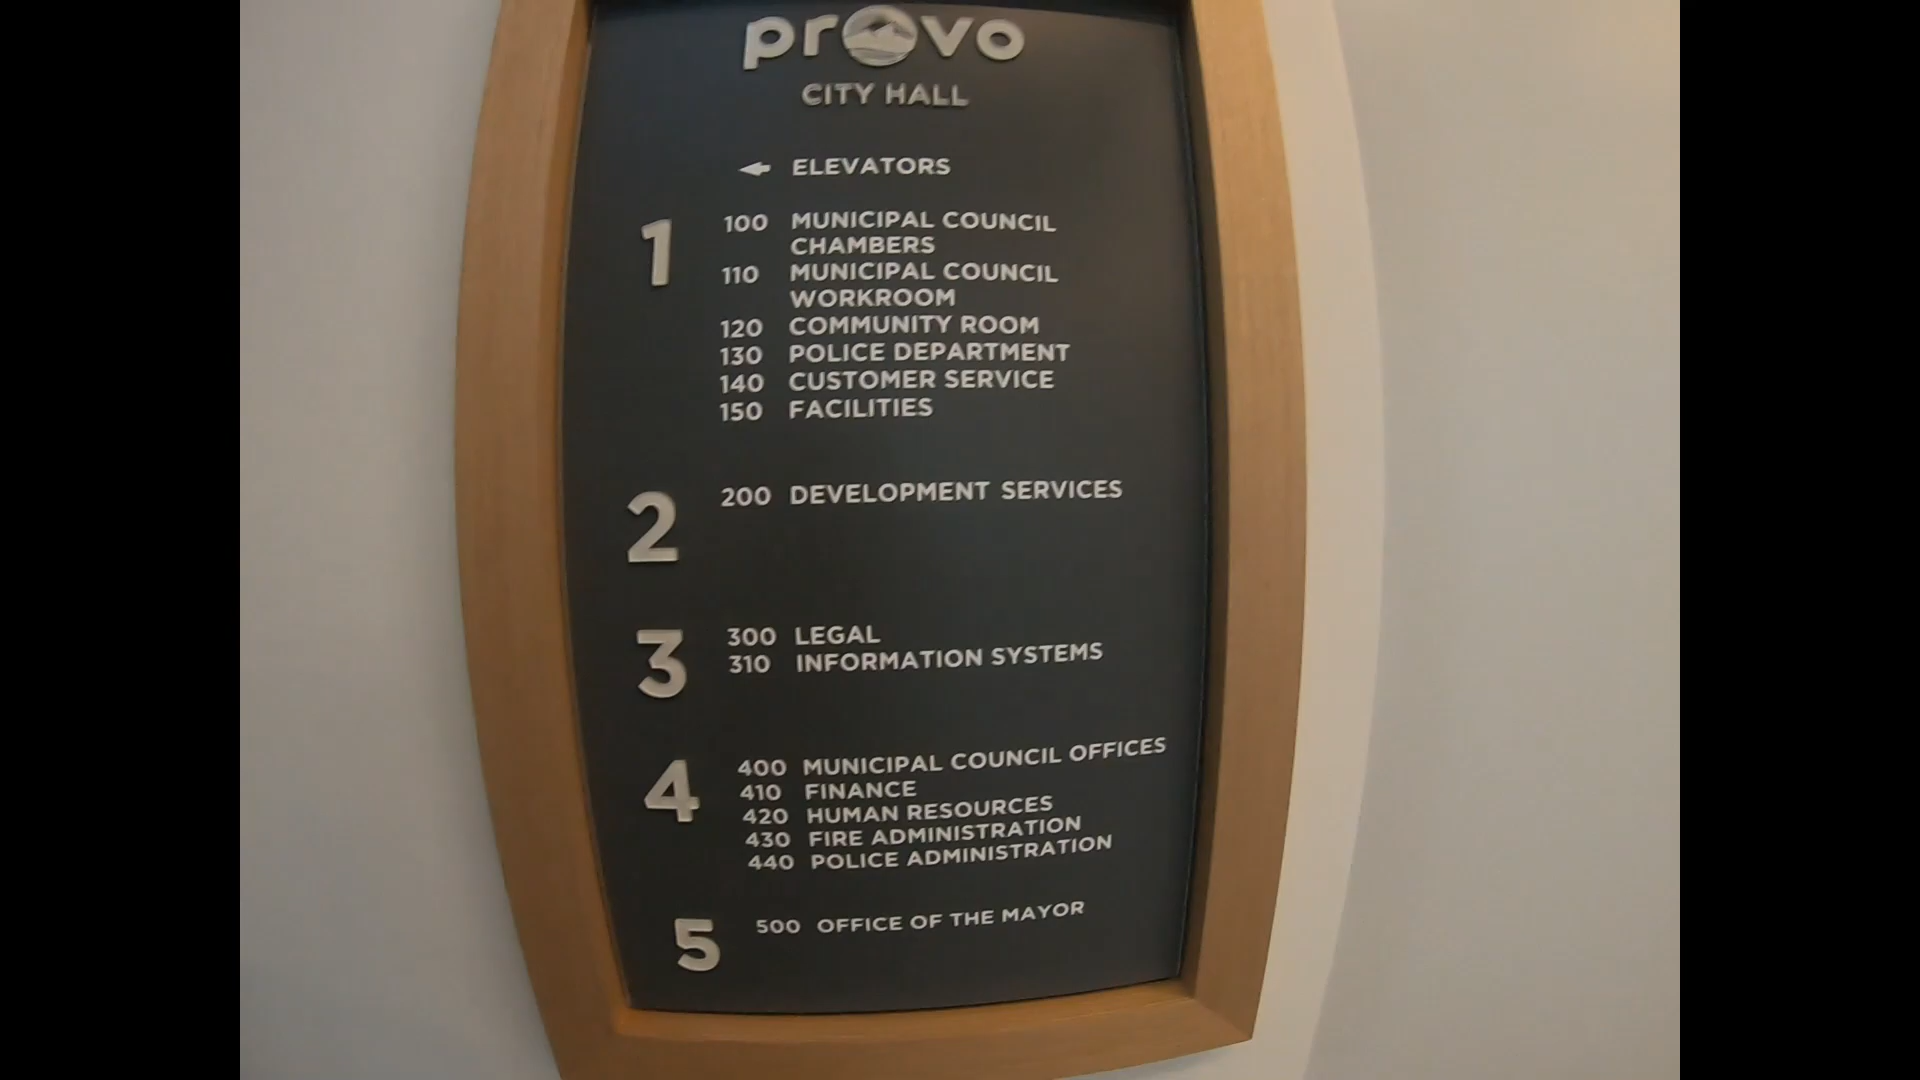 provo
CITY HALL
ELEVATORS
1
100 MUNICIPAL COUNCIL
CHAMBERS
110 MUNICIPAL COUNCIL
WORKROOM
120 COMMUNITY ROOM
130 POLICE DEPARTMENT
140 CUSTOMER SERVICE
150 FACILITIES
2
200 DEVELOPMENT SERVICES
3
300 LEGAL
310 INFORMATION SYSTEMS
4
400 MUNICIPAL COUNCIL OFFICES
410 FINANCE
420 HUMAN RESOURCES
430 FIRE ADMINISTRATION
440 POLICE ADMINISTRATION
5
500 OFFICE OF THE MAYOR